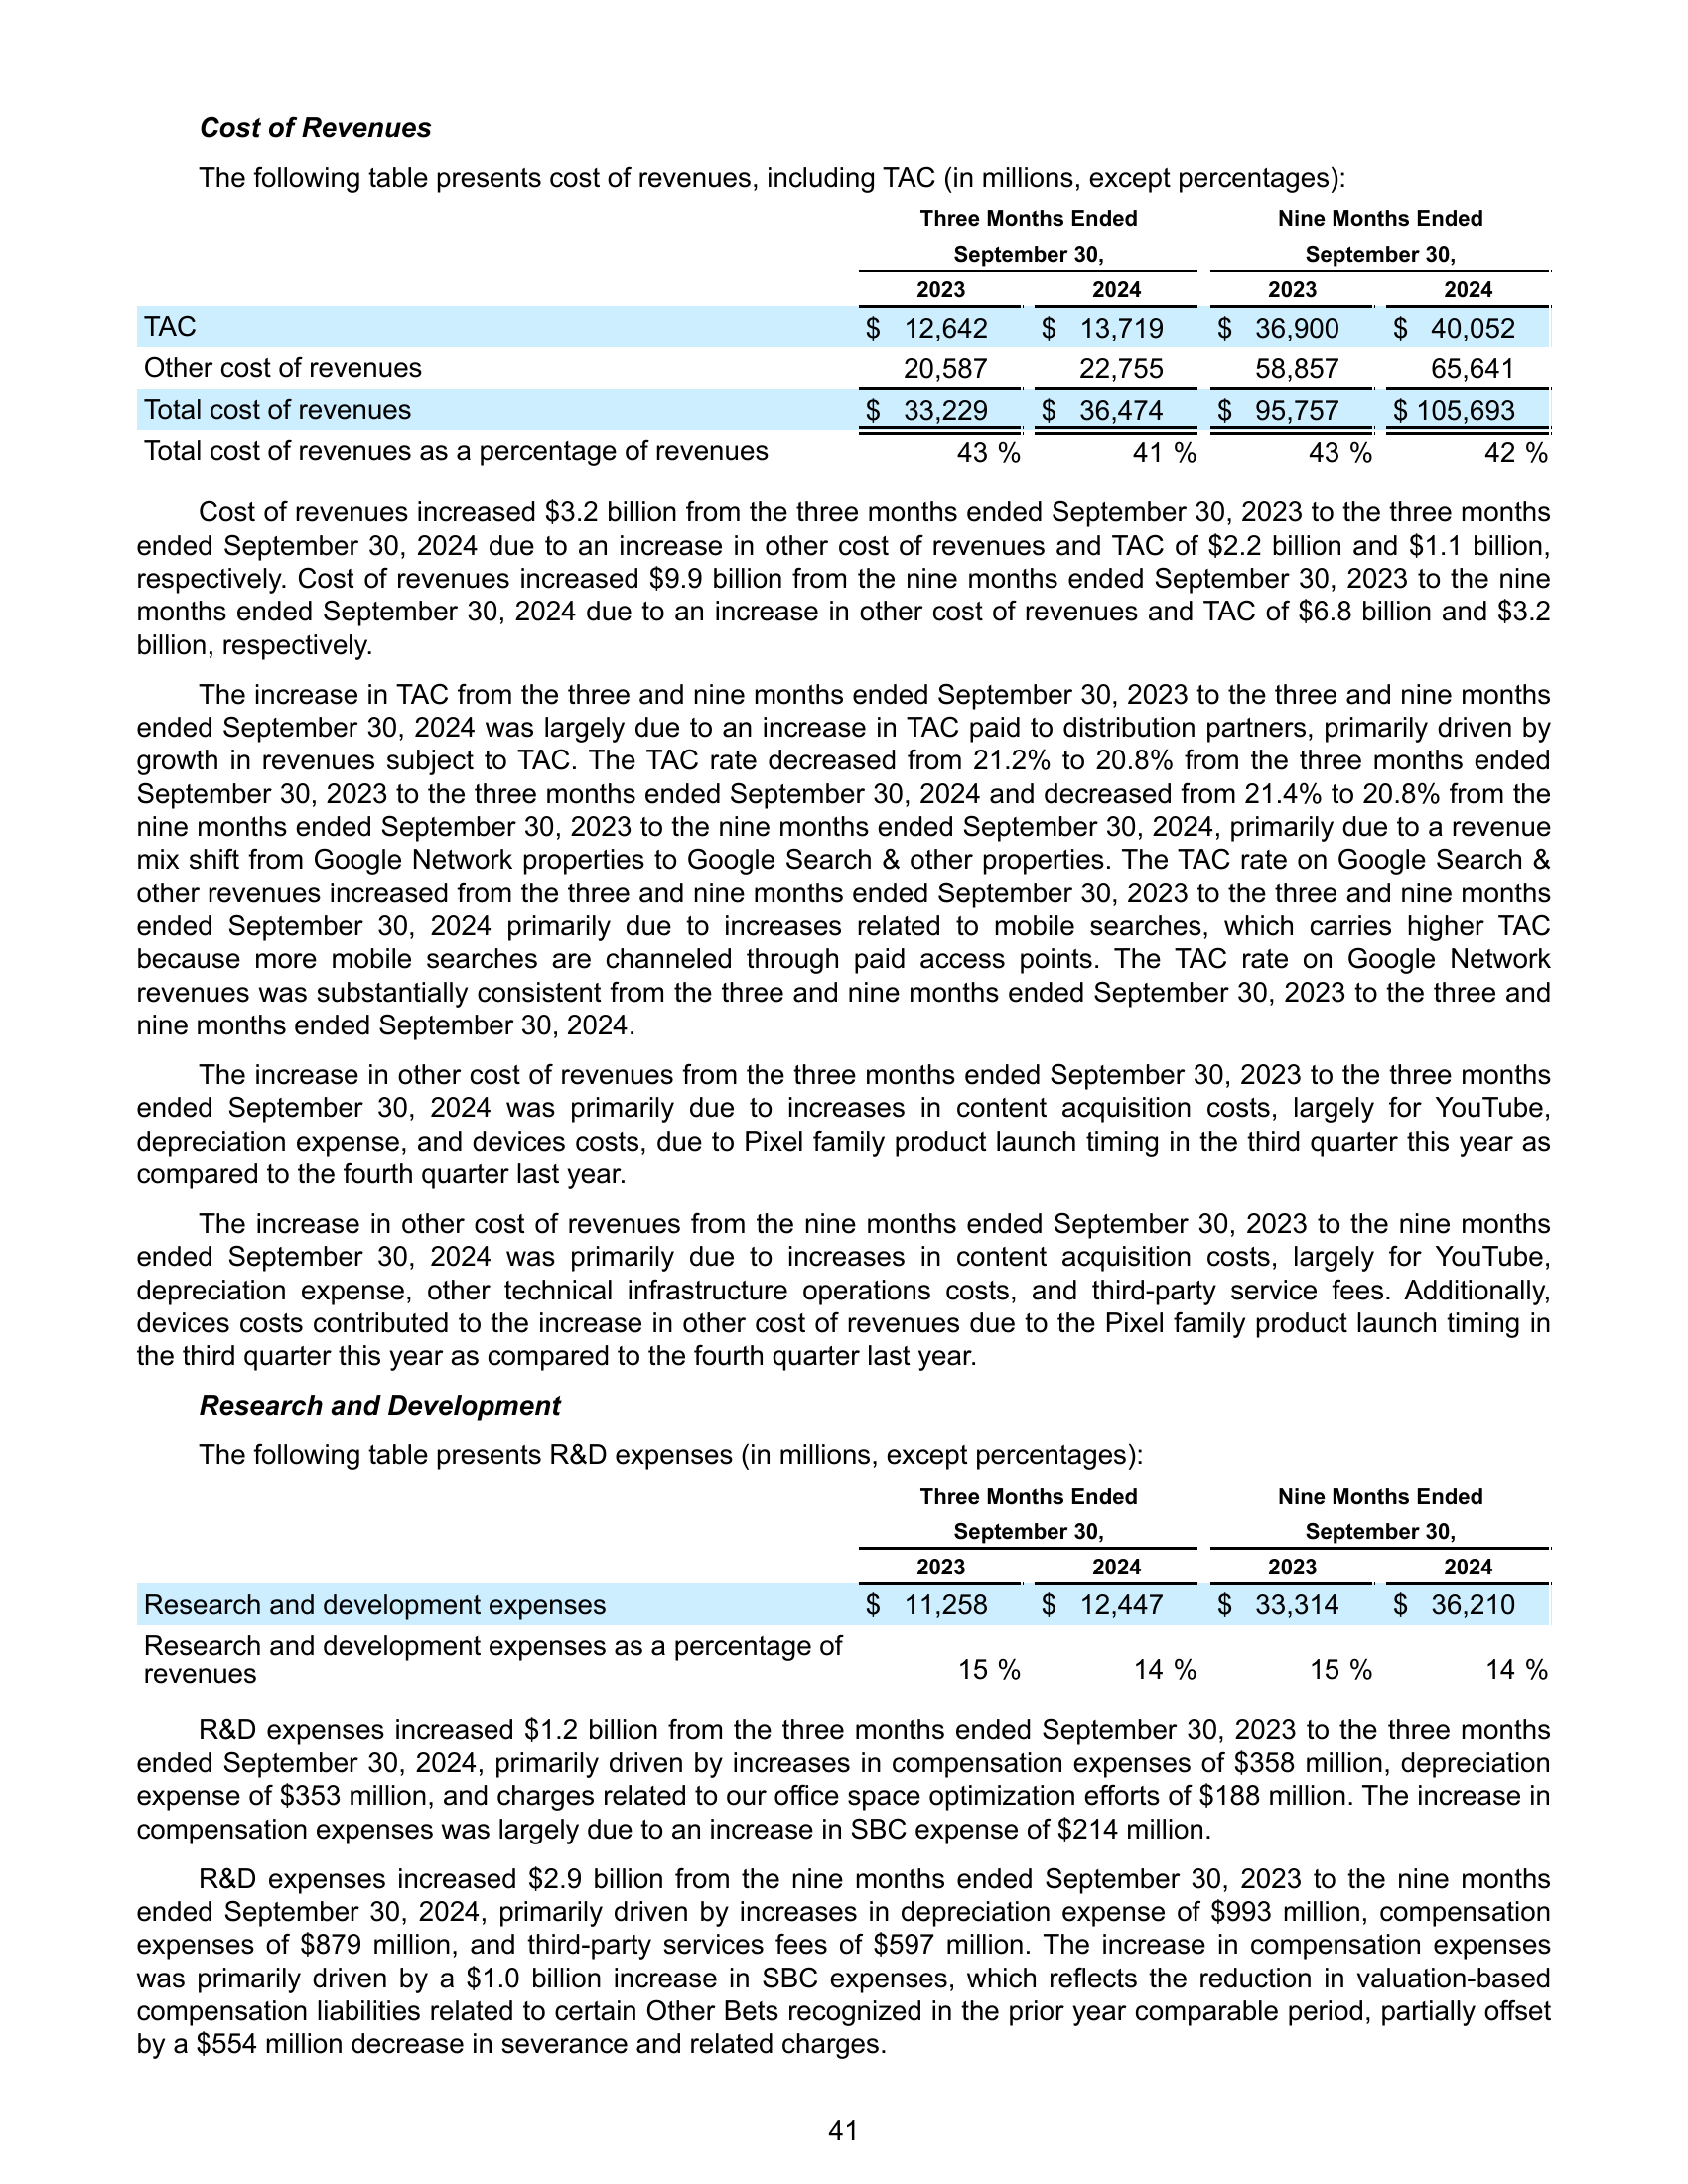 Cost of Revenues
The following table presents cost of revenues, including TAC (in millions, except percentages):
Three Months Ended Nine Months Ended
September 30, September 30,
2023 2024 2023 2024
TAC $ 12,642 $ 13,719 $ 36,900 $ 40,052
Other cost of revenues 20,587 22,755 58,857 65,641
Total cost of revenues $ 33,229 $ 36,474 $ 95,757 $ 105,693
Total cost of revenues as a percentage of revenues 43 % 41 % 43 % 42 %
Cost of revenues increased $3.2 billion from the three months ended September 30, 2023 to the three months
ended September 30, 2024 due to an increase in other cost of revenues and TAC of $2.2 billion and $1.1 billion,
respectively. Cost of revenues increased $9.9 billion from the nine months ended September 30, 2023 to the nine
months ended September 30, 2024 due to an increase in other cost of revenues and TAC of $6.8 billion and $3.2
billion, respectively.
The increase in TAC from the three and nine months ended September 30, 2023 to the three and nine months
ended September 30, 2024 was largely due to an increase in TAC paid to distribution partners, primarily driven by
growth in revenues subject to TAC. The TAC rate decreased from 21.2% to 20.8% from the three months ended
September 30, 2023 to the three months ended September 30, 2024 and decreased from 21.4% to 20.8% from the
nine months ended September 30, 2023 to the nine months ended September 30, 2024, primarily due to a revenue
mix shift from Google Network properties to Google Search & other properties. The TAC rate on Google Search &
other revenues increased from the three and nine months ended September 30, 2023 to the three and nine months
ended September 30, 2024 primarily due to increases related to mobile searches, which carries higher TAC
because more mobile searches are channeled through paid access points. The TAC rate on Google Network
revenues was substantially consistent from the three and nine months ended September 30, 2023 to the three and
nine months ended September 30, 2024.
The increase in other cost of revenues from the three months ended September 30, 2023 to the three months
ended September 30, 2024 was primarily due to increases in content acquisition costs, largely for YouTube,
depreciation expense, and devices costs, due to Pixel family product launch timing in the third quarter this year as
compared to the fourth quarter last year.
The increase in other cost of revenues from the nine months ended September 30, 2023 to the nine months
ended September 30, 2024 was primarily due to increases in content acquisition costs, largely for YouTube,
depreciation expense, other technical infrastructure operations costs, and third-party service fees. Additionally,
devices costs contributed to the increase in other cost of revenues due to the Pixel family product launch timing in
the third quarter this year as compared to the fourth quarter last year.
Research and Development
The following table presents R&D expenses (in millions, except percentages):
Three Months Ended Nine Months Ended
September 30, September 30,
2023 2024 2023 2024
Research and development expenses $ 11,258 $ 12,447 $ 33,314 $ 36,210
Research and development expenses as a percentage of
revenues 15 % 14 % 15 % 14 %
R&D expenses increased $1.2 billion from the three months ended September 30, 2023 to the three months
ended September 30, 2024, primarily driven by increases in compensation expenses of $358 million, depreciation
expense of $353 million, and charges related to our office space optimization efforts of $188 million. The increase in
compensation expenses was largely due to an increase in SBC expense of $214 million.
R&D expenses increased $2.9 billion from the nine months ended September 30, 2023 to the nine months
ended September 30, 2024, primarily driven by increases in depreciation expense of $993 million, compensation
expenses of $879 million, and third-party services fees of $597 million. The increase in compensation expenses
was primarily driven by a $1.0 billion increase in SBC expenses, which reflects the reduction in valuation-based
compensation liabilities related to certain Other Bets recognized in the prior year comparable period, partially offset
by a $554 million decrease in severance and related charges.
41